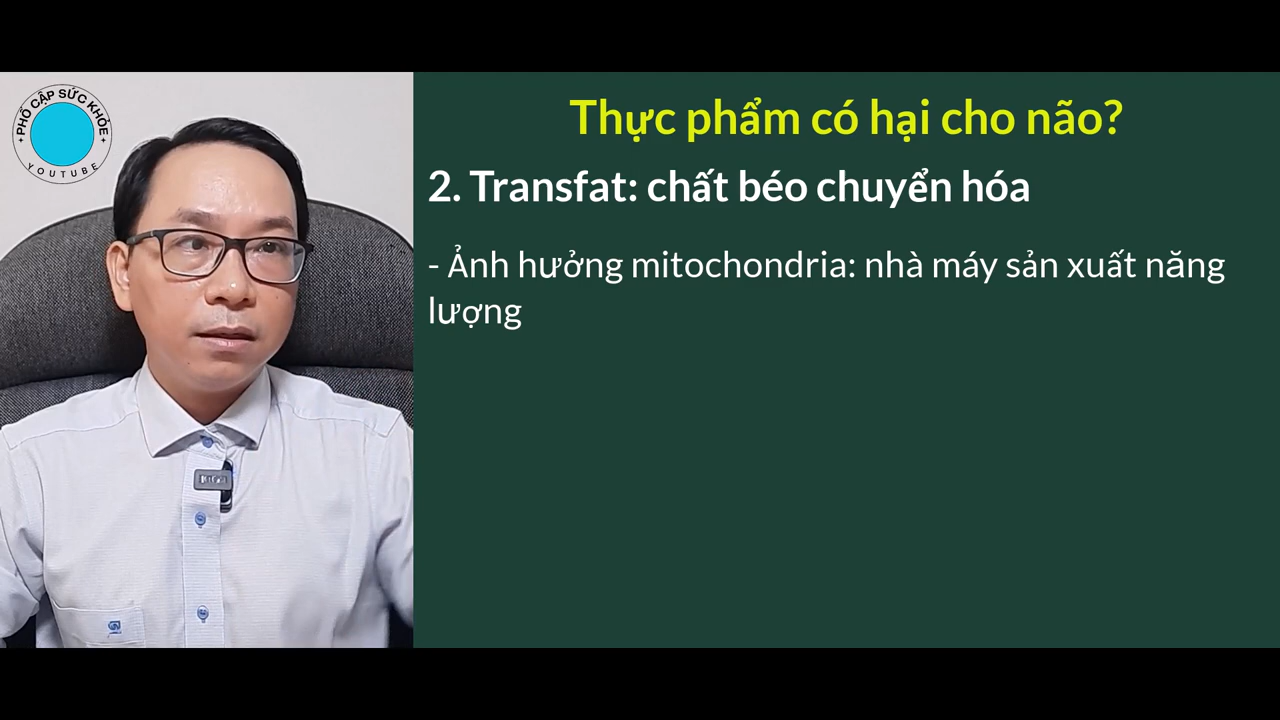 PHỔ CẬP SỨC KHỎE
YOUTUBE
Thực phẩm có hại cho não?
2. Transfat: chất béo chuyển hóa
- Ảnh hưởng mitochondria: nhà máy sản xuất năng
lượng